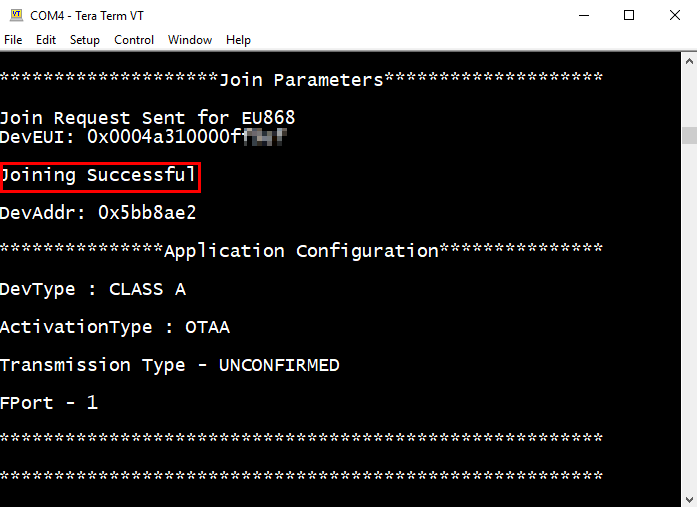 COM4 - Tera Term VT
File Edit Setup Control Window Help
********************Join Parameters********************
Join Request Sent for EU868
DevEUI: 0x0004a310000ff
Joining Successful
DevAddr: 0x5bb8ae2
***************Application Configuration***************
DevType : CLASS A
ActivationType : OTAA
Transmission Type - UNCONFIRMED
FPort - 1
*******************************************************
*******************************************************